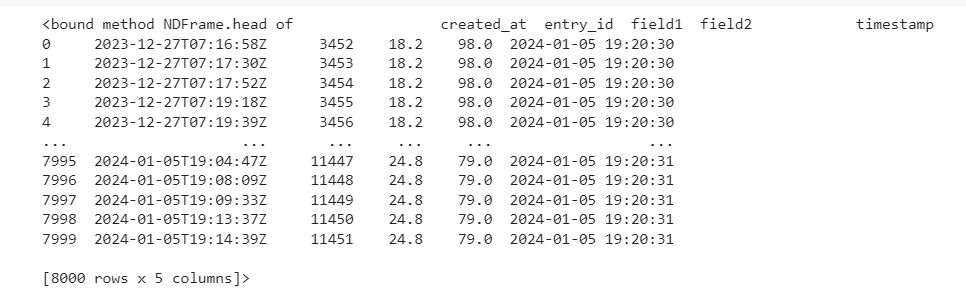 <bound method NDFrame.head of                 created_at  entry_id  field1  field2            timestamp
0     2023-12-27T07:16:58Z      3452    18.2    98.0  2024-01-05 19:20:30
1     2023-12-27T07:17:30Z      3453    18.2    98.0  2024-01-05 19:20:30
2     2023-12-27T07:17:52Z      3454    18.2    98.0  2024-01-05 19:20:30
3     2023-12-27T07:19:18Z      3455    18.2    98.0  2024-01-05 19:20:30
4     2023-12-27T07:19:39Z      3456    18.2    98.0  2024-01-05 19:20:30
...                    ...       ...     ...     ...                  ...
7995  2024-01-05T19:04:47Z     11447    24.8    79.0  2024-01-05 19:20:31
7996  2024-01-05T19:08:09Z     11448    24.8    79.0  2024-01-05 19:20:31
7997  2024-01-05T19:09:33Z     11449    24.8    79.0  2024-01-05 19:20:31
7998  2024-01-05T19:13:37Z     11450    24.8    79.0  2024-01-05 19:20:31
7999  2024-01-05T19:14:39Z     11451    24.8    79.0  2024-01-05 19:20:31
[8000 rows x 5 columns]>